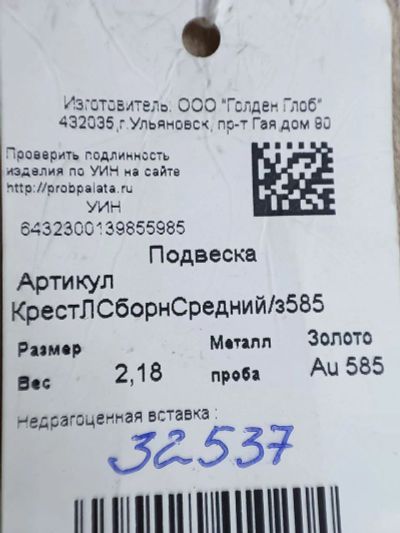 Изготовитель: ООО "Голден Глоб"
432035,г.Ульяновск, пр-т Гая,дом 80
Проверить подлинность
изделия по УИН на сайте
http://probpalata.ru
УИН
6432300139855985
Подвеска
Артикул
КрестЛСборнСредний/з585
Размер Металл Золото
Вес 2,18 проба Au 585
Недрагоценная вставка :
32537